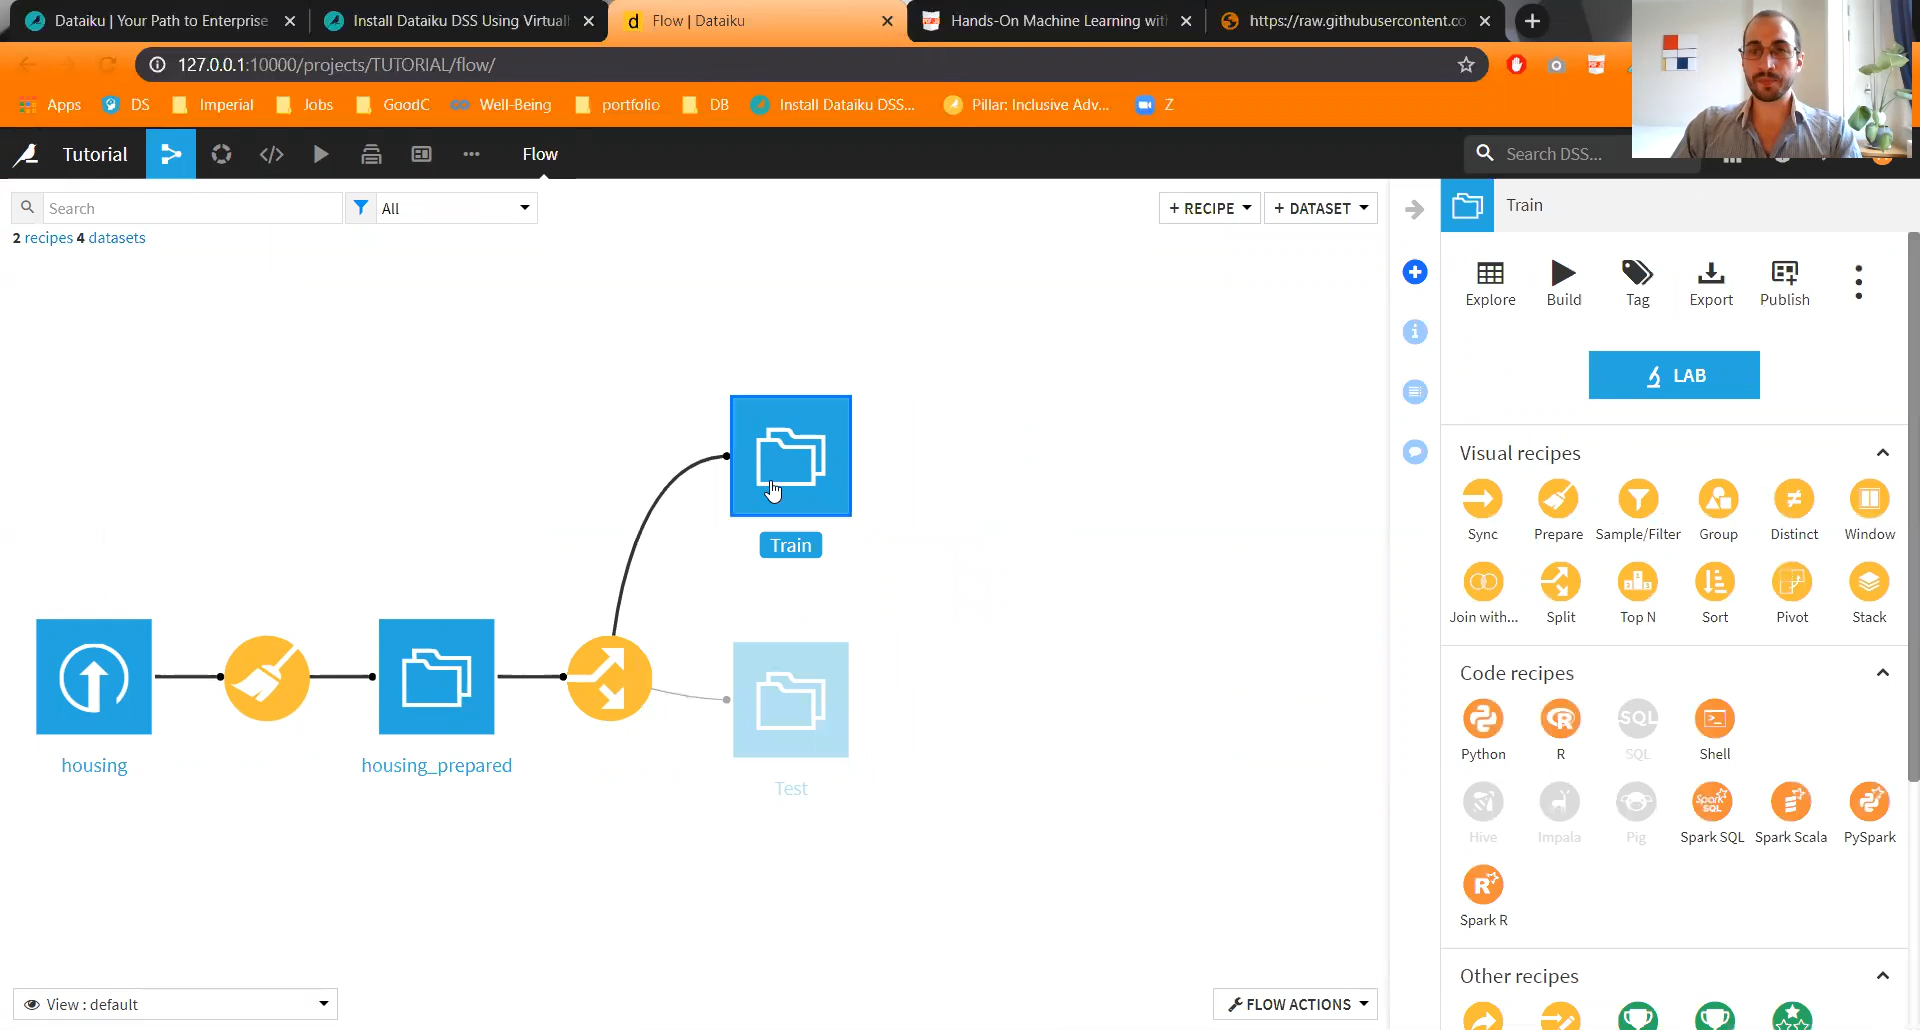 Dataiku | Your Path to Enterprise
Install Dataiku DSS Using Virtuall
Flow | Dataiku
Hands-On Machine Learning with
https://raw.githubusercontent.co
127.0.0.1:10000/projects/TUTORIAL/flow/
Apps
DS
Imperial
Jobs
GoodC
Well-Being
portfolio
DB
Install Dataiku DSS...
Pillar: Inclusive Adv...
Z
Tutorial
Flow
Search DSS...
Search
All
+ RECIPE
+ DATASET
2 recipes 4 datasets
Train
Explore
Build
Tag
Export
Publish
LAB
Visual recipes
Sync
Prepare
Sample/Filter
Group
Distinct
Window
Join with...
Split
Top N
Sort
Pivot
Stack
Code recipes
Python
R
SQL
SQL
Shell
Hive
Impala
Pig
Spark SQL
Spark SQL
Spark Scala
PySpark
R
Spark R
Other recipes
Train
housing
housing_prepared
Test
View : default
FLOW ACTIONS